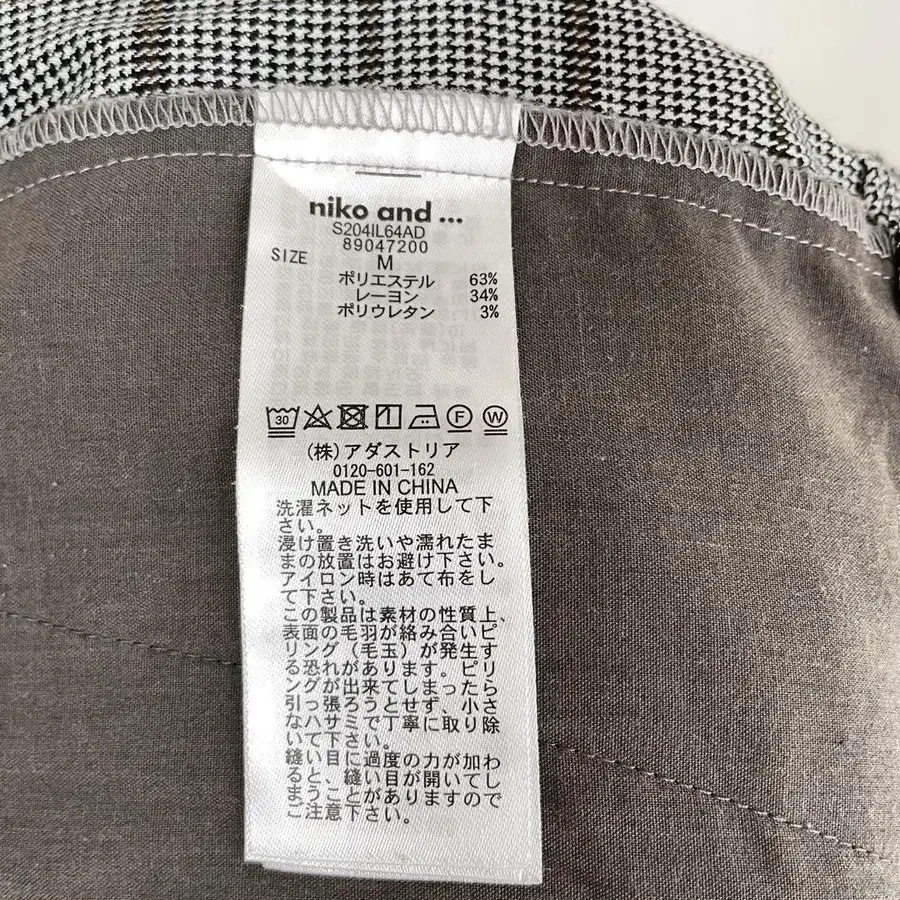 niko and ...
S204IL64AD
89047200
SIZE M
ポリエステル 63%
レーヨン 34%
ポリウレタン 3%
30 F W
(株)アダストリア
0120-601-162
MADE IN CHINA
洗濯ネットを使用して下
さい。
浸け置き洗いや濡れたま
まの放置はお避け下さい。
アイロン時はあて布をし
て下さい。
この製品は素材の性質上、
表面の毛羽が絡み合いピ
リング(毛玉)が発生す
る恐れがあります。ピリ
ングが出来てしまったら
引っ張ろうとせず、小さ
なハサミで丁寧に取り除
いて下さい。
縫い目に過度の力が加わ
ると、縫い目が開いてし
まうことがありますので
ご注意下さい。